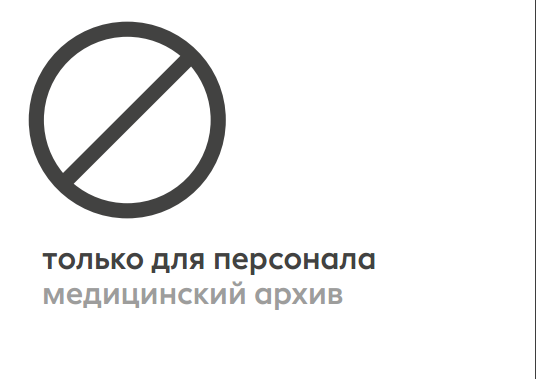 только для персонала
медицинский архив